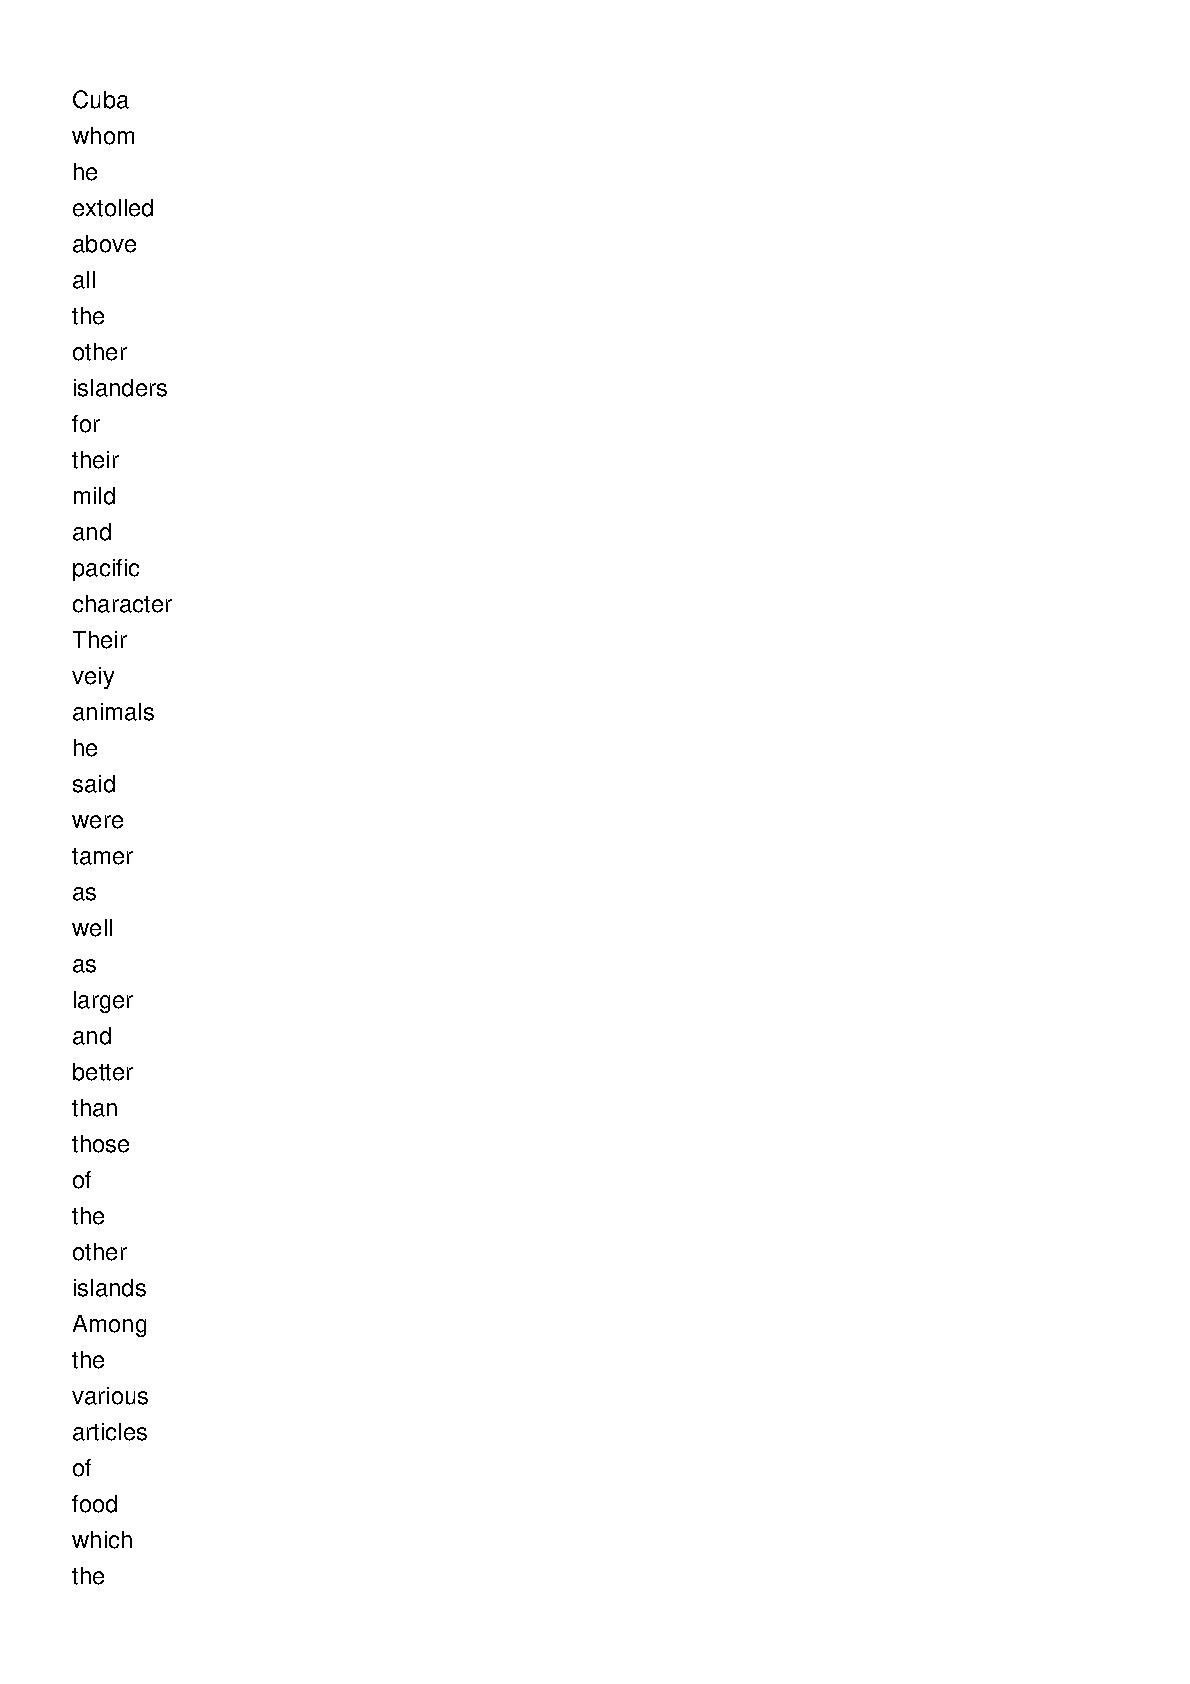 Cuba
whom
he
extolled
above
all
the
other
islanders
for
their
mild
and
pacific
character
Their
veiy
animals
he
said
were
tamer
as
well
as
larger
and
better
than
those
of
the
other
islands
Among
the
various
articles
of
food
which
the